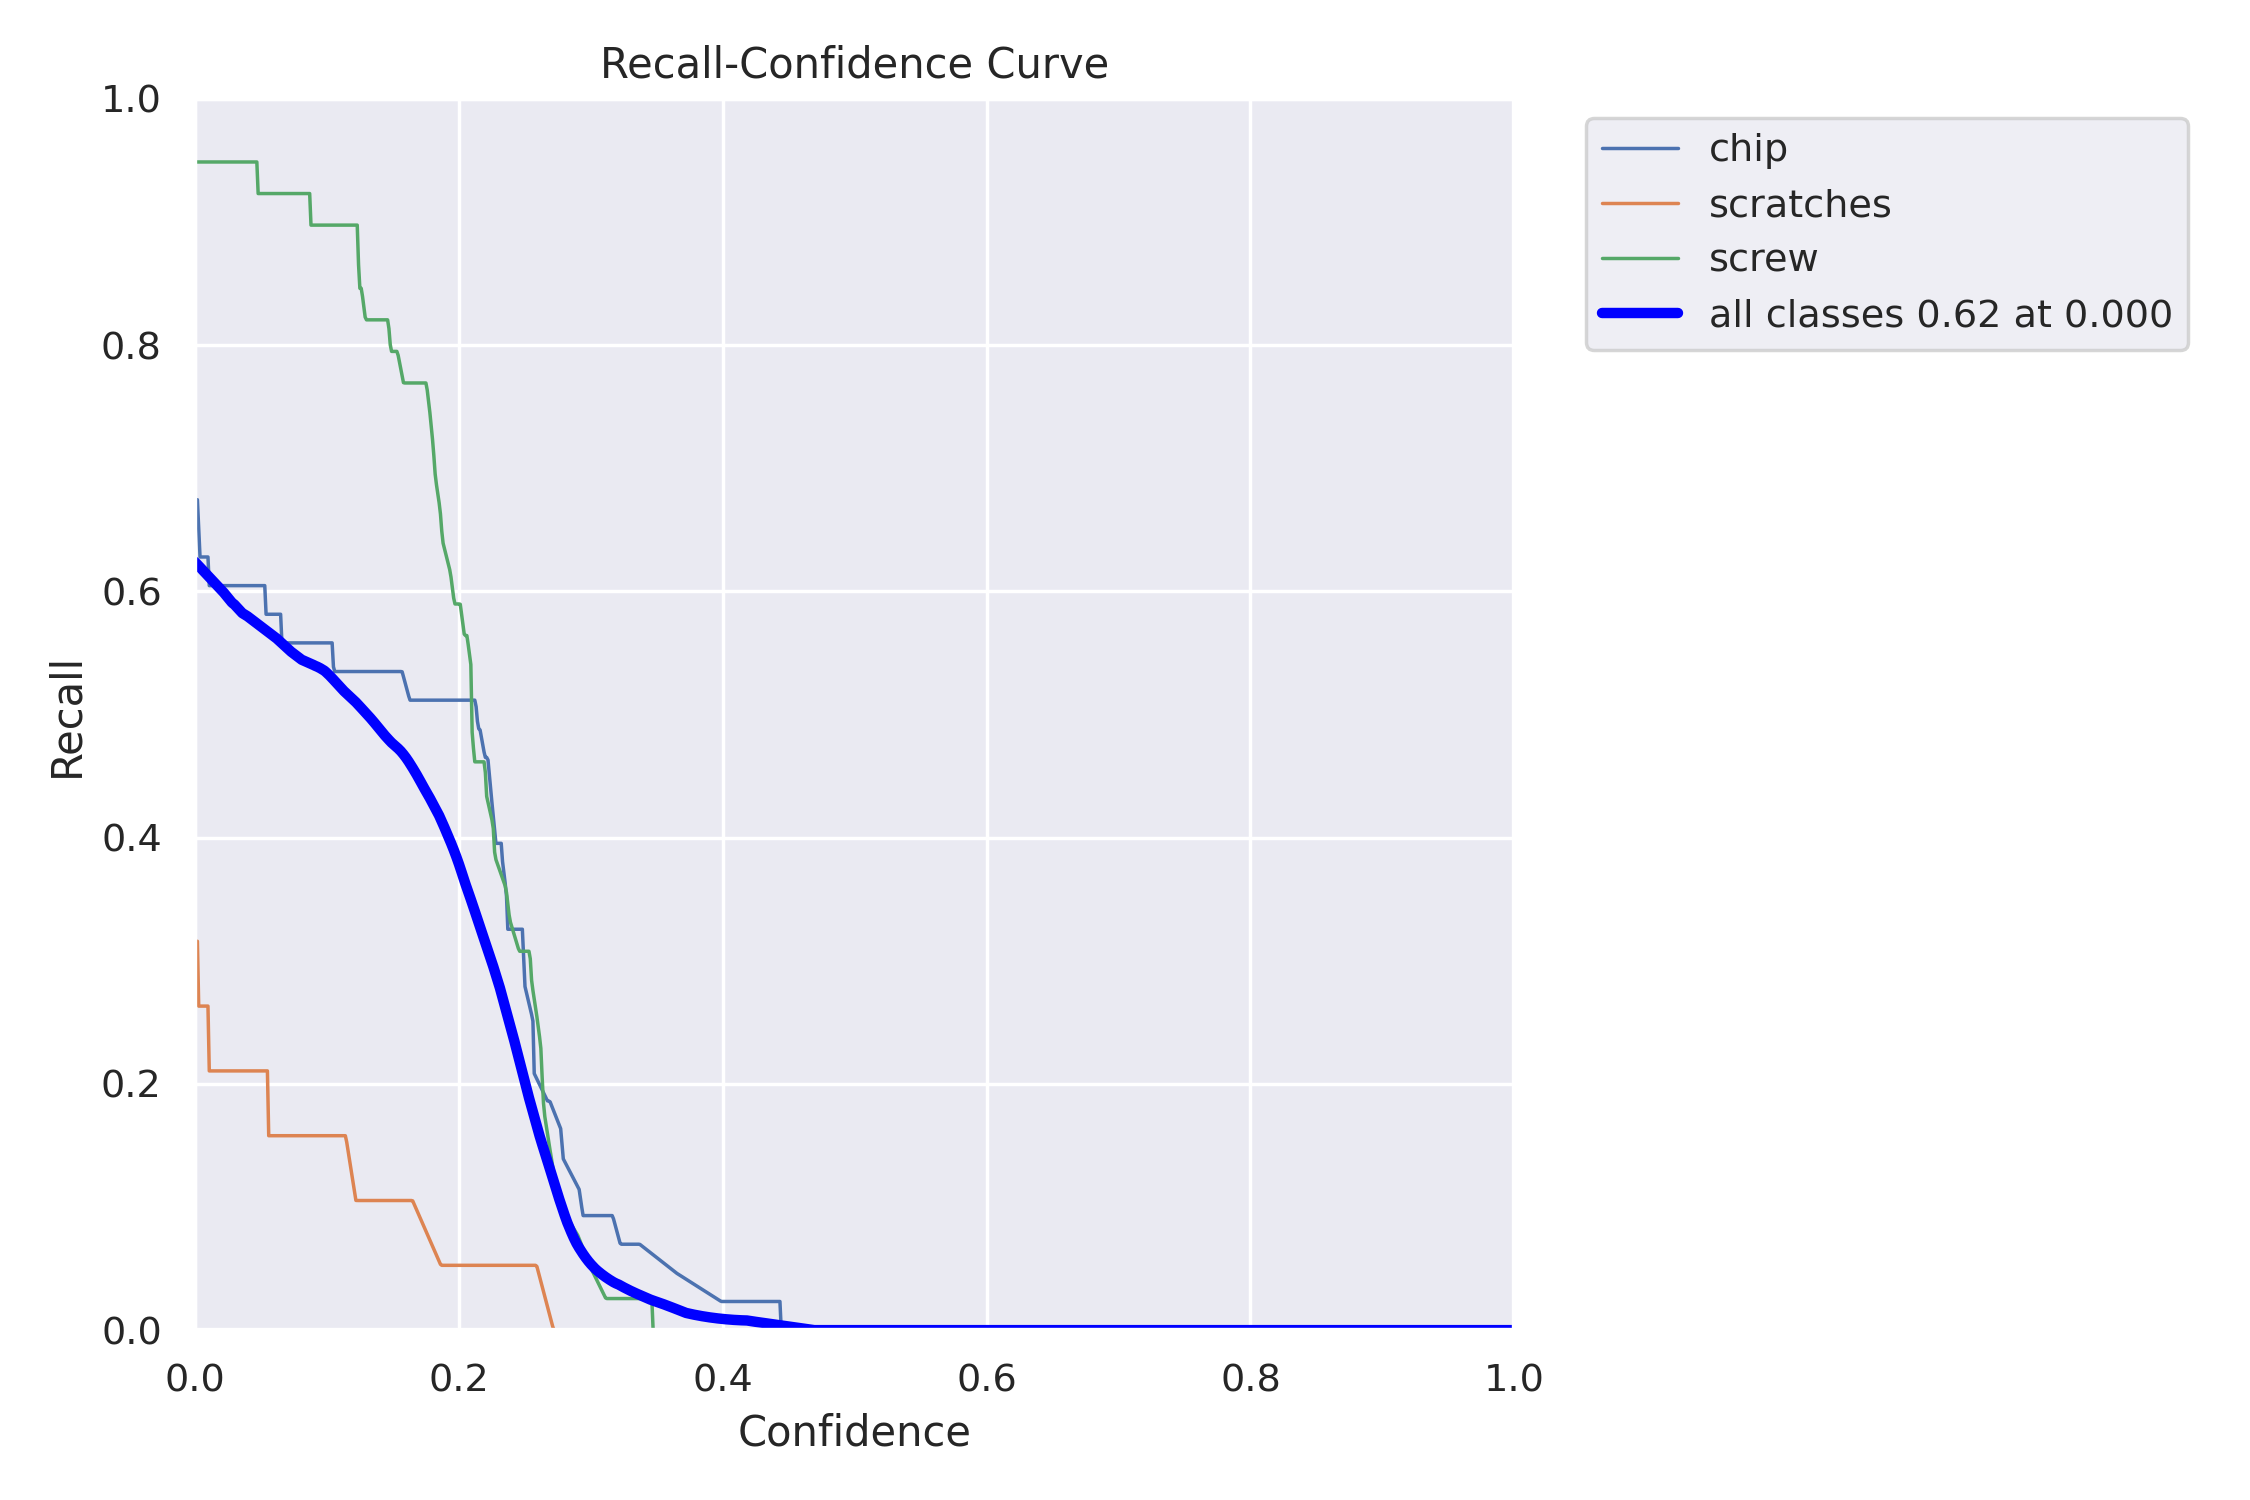 Recall-Confidence Curve
1.0
0.8
0.6
0.4
0.2
0.0
Recall
0.0 0.2 0.4 0.6 0.8 1.0
Confidence
chip
scratches
screw
all classes 0.62 at 0.000